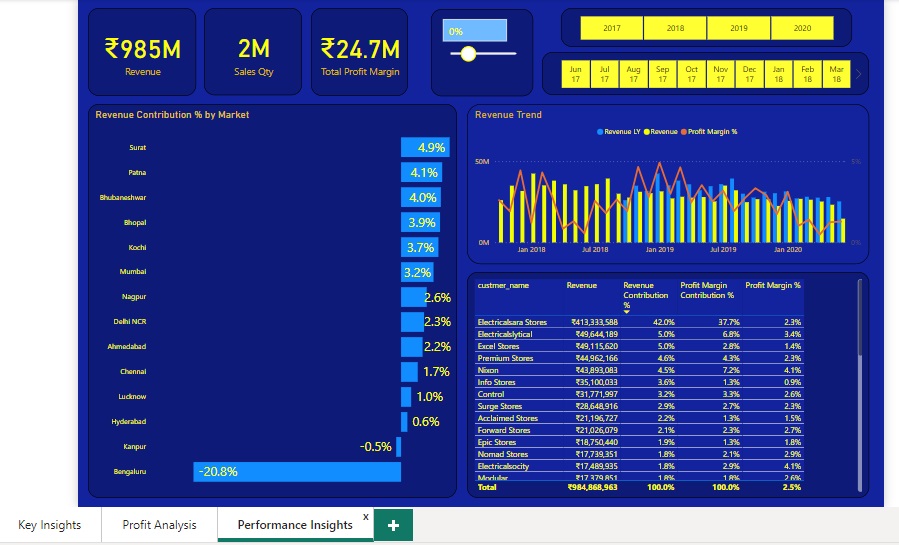 ₹985M
Revenue
2M
Sales Qty
₹24.7M
Total Profit Margin
0%
2017 2018 2019 2020
Jun 17 Jul 17 Aug 17 Sep 17 Oct 17 Nov 17 Dec 17 Jan 18 Feb 18 Mar 18
Revenue Contribution % by Market
Surat 4.9%
Patna 4.1%
Bhubaneshwar 4.0%
Bhopal 3.9%
Kochi 3.7%
Mumbai 3.2%
Nagpur 2.6%
Delhi NCR 2.3%
Ahmedabad 2.2%
Chennai 1.7%
Lucknow 1.0%
Hyderabad 0.6%
Kanpur -0.5%
Bengaluru -20.8%
Revenue Trend
Revenue LY Revenue Profit Margin %
50M 5%
0M 0%
Jan 2018 Jul 2018 Jan 2019 Jul 2019 Jan 2020
custmer_name Revenue Revenue Contribution % Profit Margin Contribution % Profit Margin %
Electricalsara Stores ₹413,333,588 42.0% 37.7% 2.3%
Electricalslytical ₹49,644,189 5.0% 6.8% 3.4%
Excel Stores ₹49,115,620 5.0% 2.8% 1.4%
Premium Stores ₹44,962,166 4.6% 4.3% 2.3%
Nixon ₹43,893,083 4.5% 7.2% 4.1%
Info Stores ₹35,100,033 3.6% 1.3% 0.9%
Control ₹31,771,997 3.2% 3.3% 2.6%
Surge Stores ₹28,648,916 2.9% 2.7% 2.3%
Acclaimed Stores ₹21,196,727 2.2% 1.3% 1.5%
Forward Stores ₹21,026,079 2.1% 2.3% 2.7%
Epic Stores ₹18,750,440 1.9% 1.3% 1.8%
Nomad Stores ₹17,739,351 1.8% 2.1% 2.9%
Electricalsocity ₹17,489,935 1.8% 2.9% 4.1%
Modular ₹17,379,851 1.8% 1.8% 2.6%
Total ₹984,868,963 100.0% 100.0% 2.5%
Key Insights Profit Analysis Performance Insights x +